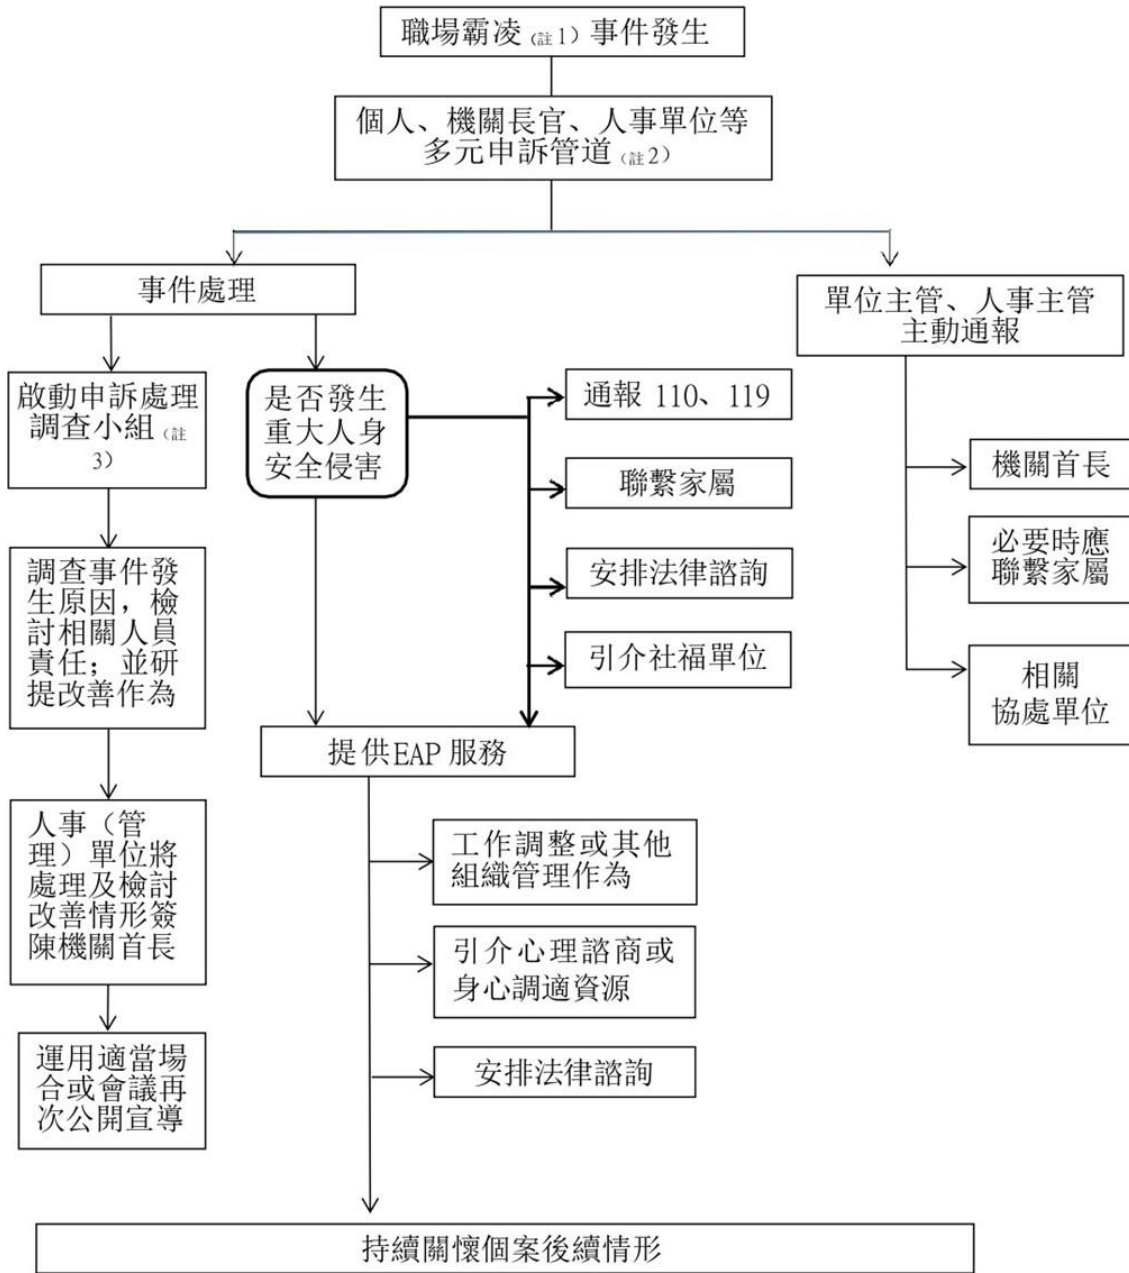 職場霸凌（註1）事件發生
個人、機關長官、人事單位等
多元申訴管道（註2）
事件處理
單位主管、人事主管
主動通報
啟動申訴處理
調查小組（註
3）
是否發生
重大人身
安全侵害
通報 110、119
聯繫家屬
安排法律諮詢
引介社福單位
機關首長
必要時應
聯繫家屬
相關
協處單位
調查事件發
生原因，檢
討相關人員
責任；並研
提改善作為
提供EAP 服務
人事（管
理）單位將
處理及檢討
改善情形簽
陳機關首長
工作調整或其他
組織管理作為
引介心理諮商或
身心調適資源
安排法律諮詢
運用適當場
合或會議再
次公開宣導
持續關懷個案後續情形